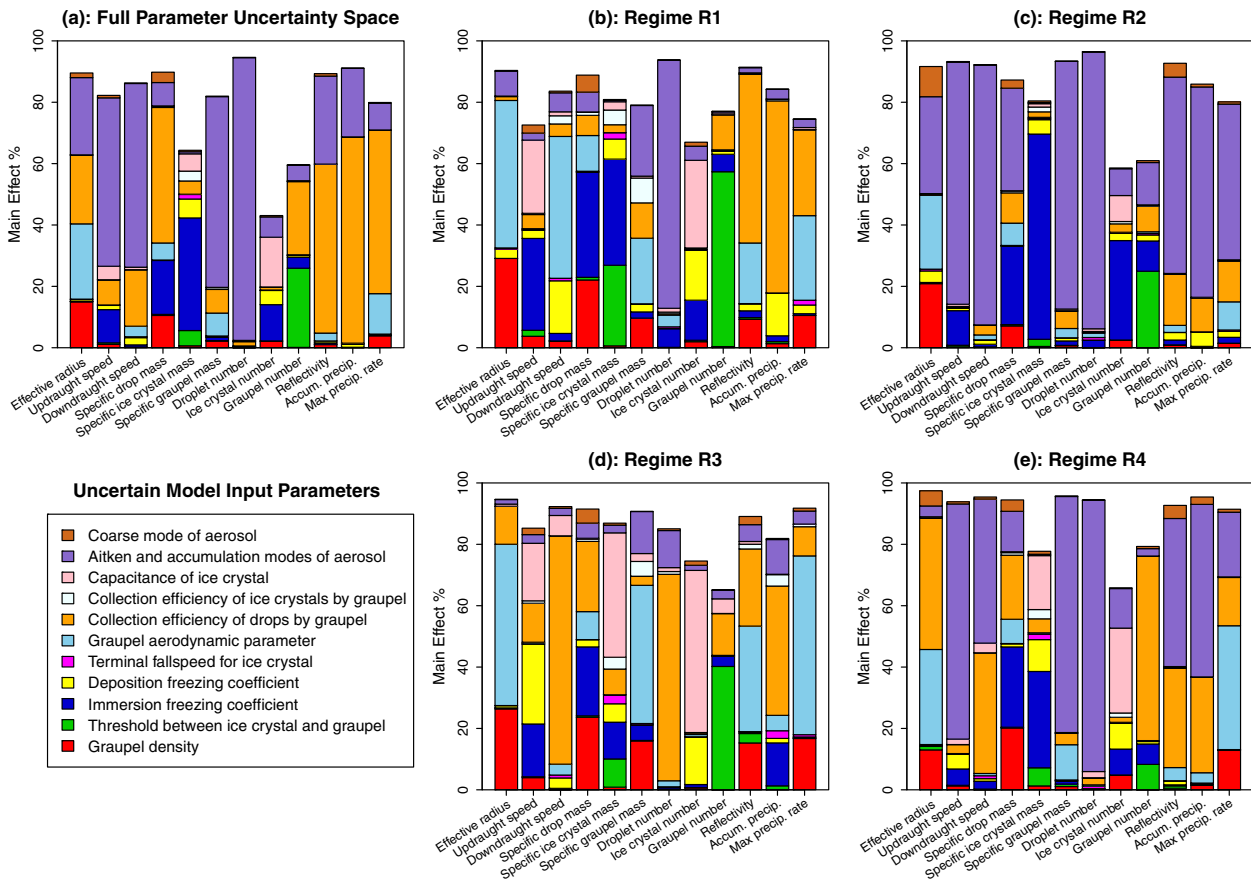 (a): Full Parameter Uncertainty Space
Main Effect %
0
20
40
60
80
100
Effective radius
Updraught speed
Downdraught speed
Specific drop mass
Specific ice crystal mass
Specific graupel mass
Droplet number
Ice crystal number
Graupel number
Reflectivity
Accum. precip.
Max precip. rate
(b): Regime R1
Main Effect %
0
20
40
60
80
100
Effective radius
Updraught speed
Downdraught speed
Specific drop mass
Specific ice crystal mass
Specific graupel mass
Droplet number
Ice crystal number
Graupel number
Reflectivity
Accum. precip.
Max precip. rate
(c): Regime R2
Main Effect %
0
20
40
60
80
100
Effective radius
Updraught speed
Downdraught speed
Specific drop mass
Specific ice crystal mass
Specific graupel mass
Droplet number
Ice crystal number
Graupel number
Reflectivity
Accum. precip.
Max precip. rate
Uncertain Model Input Parameters
Coarse mode of aerosol
Aitken and accumulation modes of aerosol
Capacitance of ice crystal
Collection efficiency of ice crystals by graupel
Collection efficiency of drops by graupel
Graupel aerodynamic parameter
Terminal fallspeed for ice crystal
Deposition freezing coefficient
Immersion freezing coefficient
Threshold between ice crystal and graupel
Graupel density
(d): Regime R3
Main Effect %
0
20
40
60
80
100
Effective radius
Updraught speed
Downdraught speed
Specific drop mass
Specific ice crystal mass
Specific graupel mass
Droplet number
Ice crystal number
Graupel number
Reflectivity
Accum. precip.
Max precip. rate
(e): Regime R4
Main Effect %
0
20
40
60
80
100
Effective radius
Updraught speed
Downdraught speed
Specific drop mass
Specific ice crystal mass
Specific graupel mass
Droplet number
Ice crystal number
Graupel number
Reflectivity
Accum. precip.
Max precip. rate